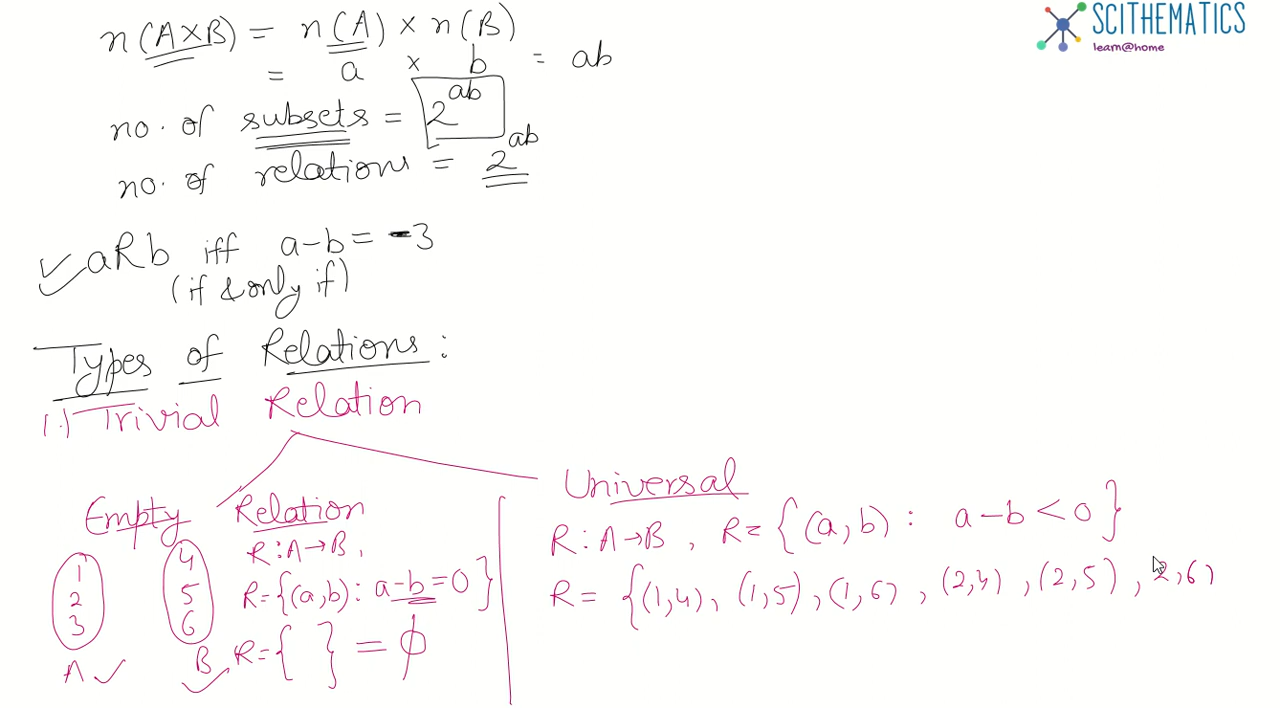 SCITHEMATICS
learn@home
n(A×B) = n(A) × n(B)
= a × b = ab
no. of subsets = 2^ab
no. of relations = 2^ab
aRb iff a-b = -3
(if & only if)
Types of Relations:
1.) Trivial Relation
Empty Relation
R: A→B,
1 4
2 5
3 6
A B
R={(a,b): a-b=0}
R={ } = φ
Universal
R: A→B, R= {(a,b): a-b<0}
R= {(1,4), (1,5), (1,6), (2,4), (2,5), 2,6)